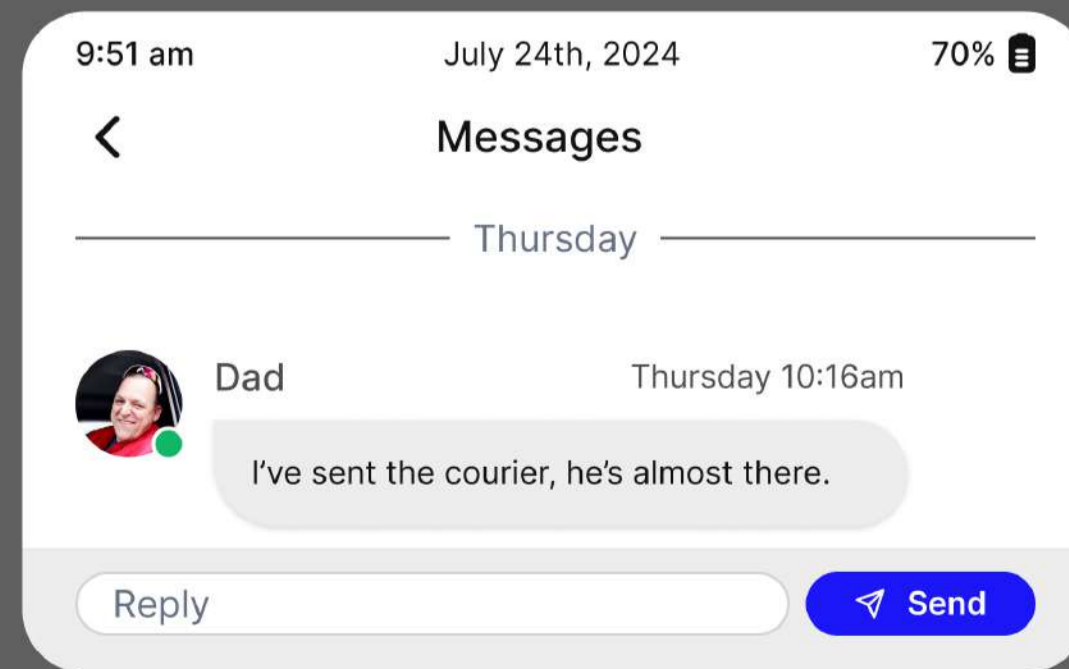 9:51 am July 24th, 2024 70%
Messages
Thursday
Dad Thursday 10:16am
I've sent the courier, he's almost there.
Reply Send